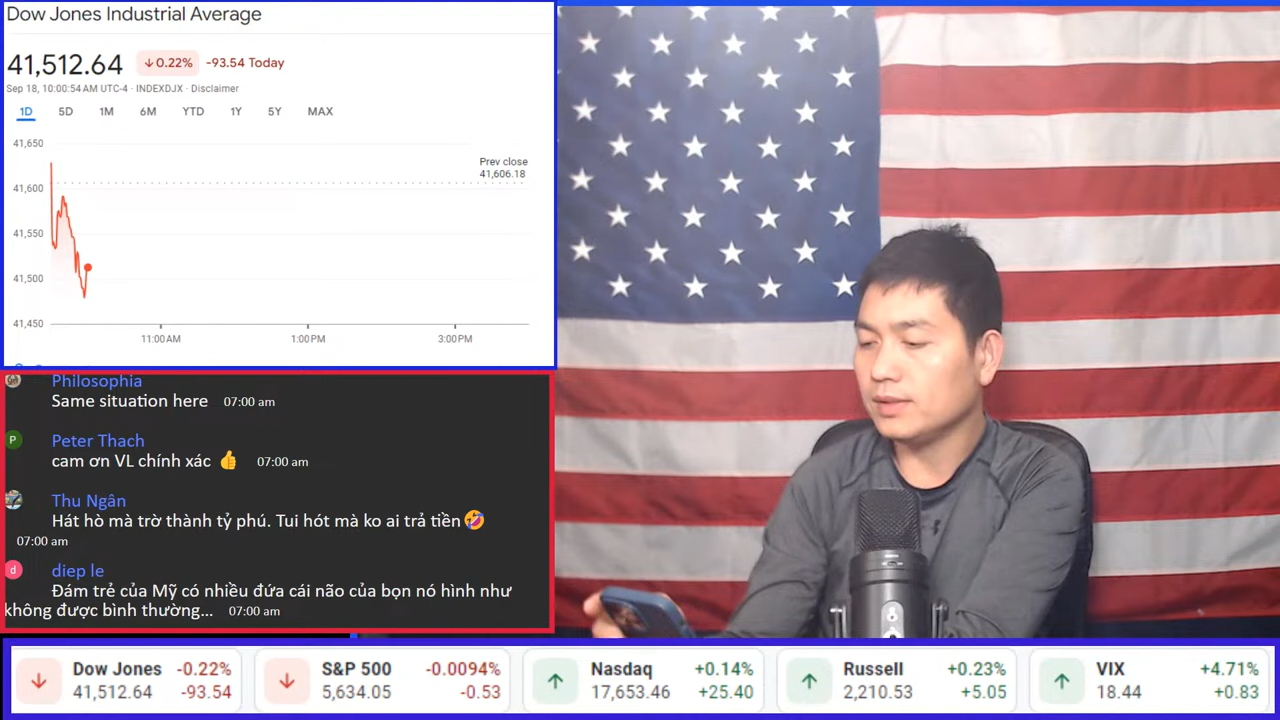 Dow Jones Industrial Average
41,512.64 ↓0.22% -93.54 Today
Sep 18, 10:00:54 AM UTC-4 · INDEXDJX · Disclaimer
1D 5D 1M 6M YTD 1Y 5Y MAX
41,650
Prev close
41,606.18
41,600
41,550
41,500
41,450
11:00 AM 1:00 PM 3:00 PM
Philosophia
Same situation here 07:00 am
P Peter Thach
cam ơn VL chính xác 👍 07:00 am
Thu Ngân
Hát hò mà trờ thành tỷ phú. Tui hót mà ko ai trả tiền🤣
07:00 am
d diep le
Đám trẻ của Mỹ có nhiều đứa cái não của bọn nó hình như
không được bình thường... 07:00 am
Dow Jones -0.22% S&P 500 -0.0094% Nasdaq +0.14% Russell +0.23% VIX +4.71%
41,512.64 -93.54 5,634.05 -0.53 17,653.46 +25.40 2,210.53 +5.05 18.44 +0.83